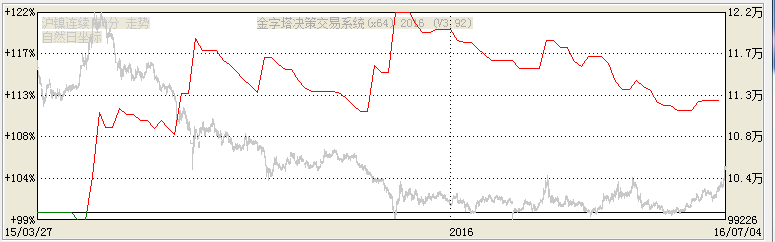 +122%
+117%
+113%
+108%
+104%
+99%
沪镍连续 分 走势
自然日坐标
金字塔决策交易系统(x64) 2016 (V3.92)
12.2万
11.7万
11.3万
10.8万
10.4万
99226
15/03/27
2016
16/07/04